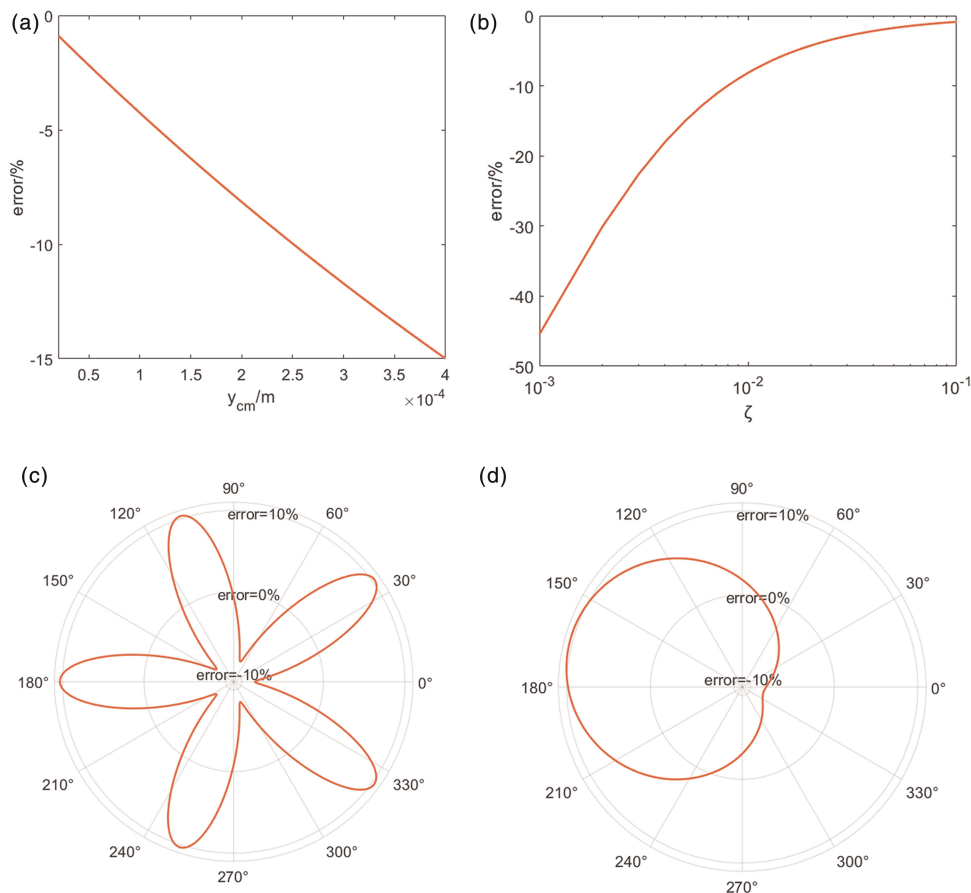 (a)
0
-5
-10
-15
error/%
0.5 1 1.5 2 2.5 3 3.5 4
y_cm/m
×10⁻⁴
(b)
0
-10
-20
-30
-40
-50
error/%
10⁻³ 10⁻² 10⁻¹
ζ
(c)
90°
120° 60°
error=10%
150° 30°
error=0%
180° error=-10% 0°
210° 330°
240° 300°
270°
(d)
90°
120° 60°
error=10%
150° 30°
error=0%
180° error=-10% 0°
210° 330°
240° 300°
270°